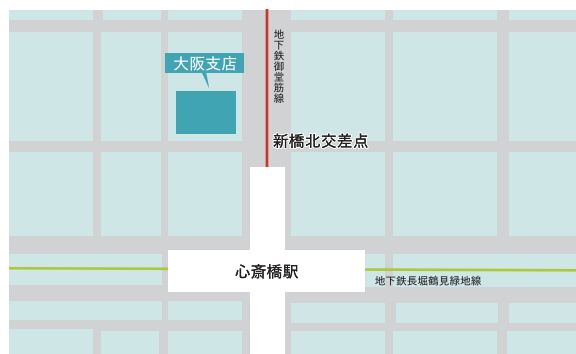 地下鉄御堂筋線
大阪支店
新橋北交差点
心斎橋駅
地下鉄長堀鶴見緑地線